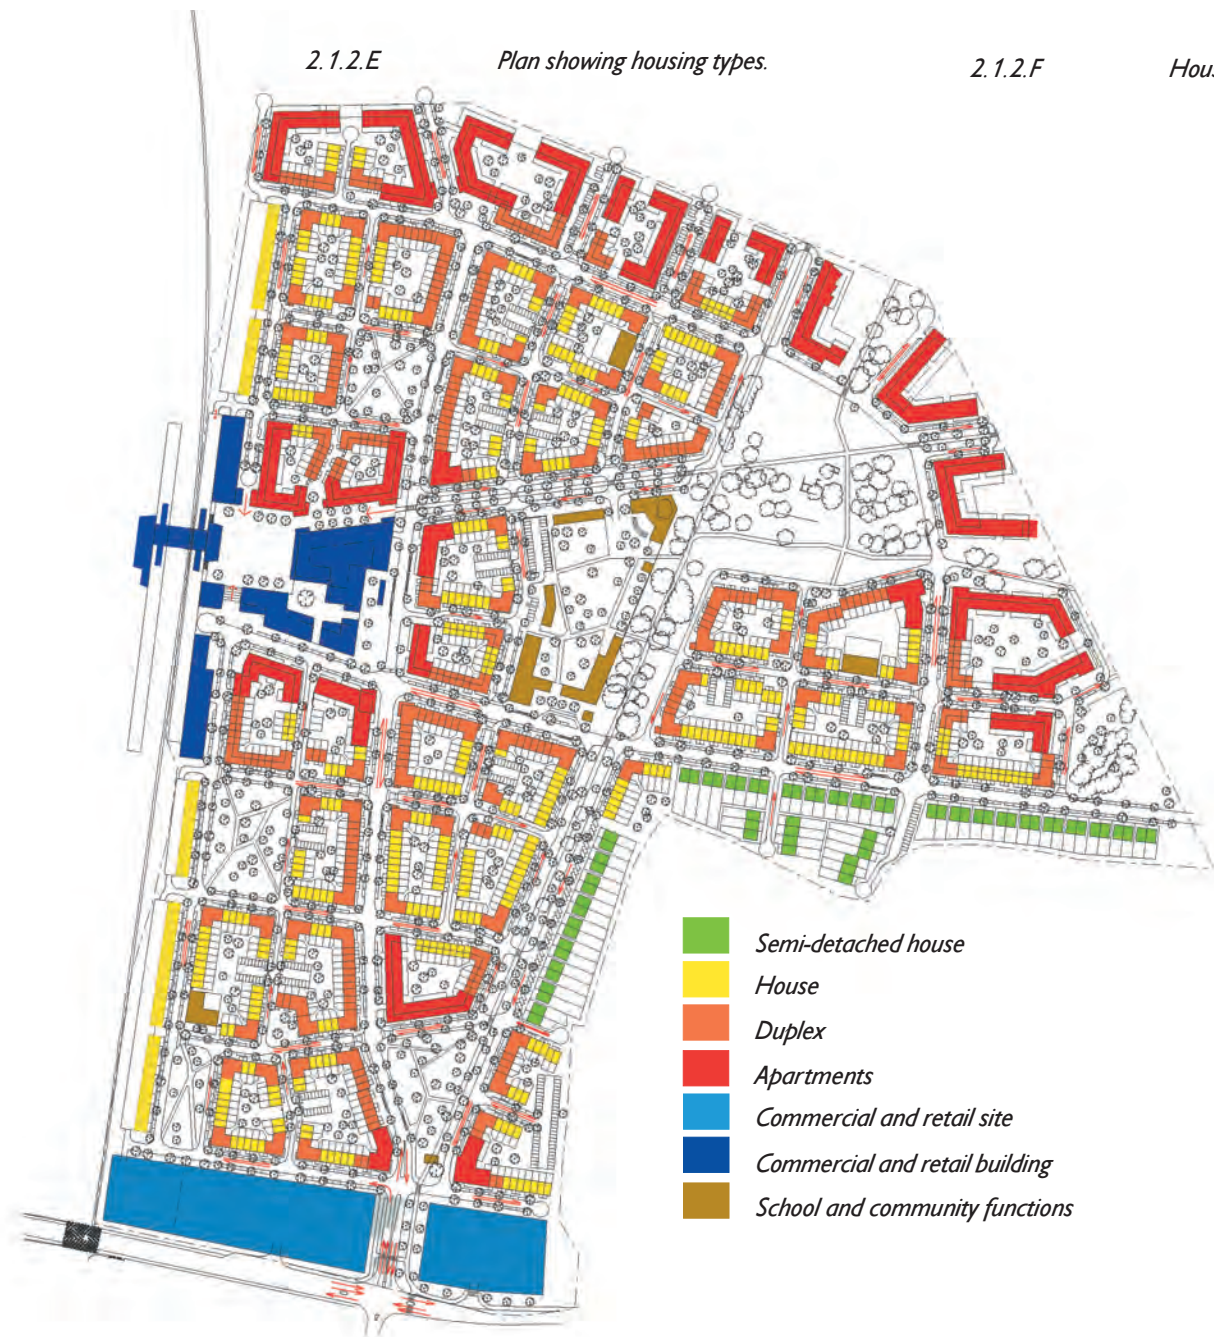 2.1.2.E Plan showing housing types. 2.1.2.F
Semi-detached house
House
Duplex
Apartments
Commercial and retail site
Commercial and retail building
School and community functions